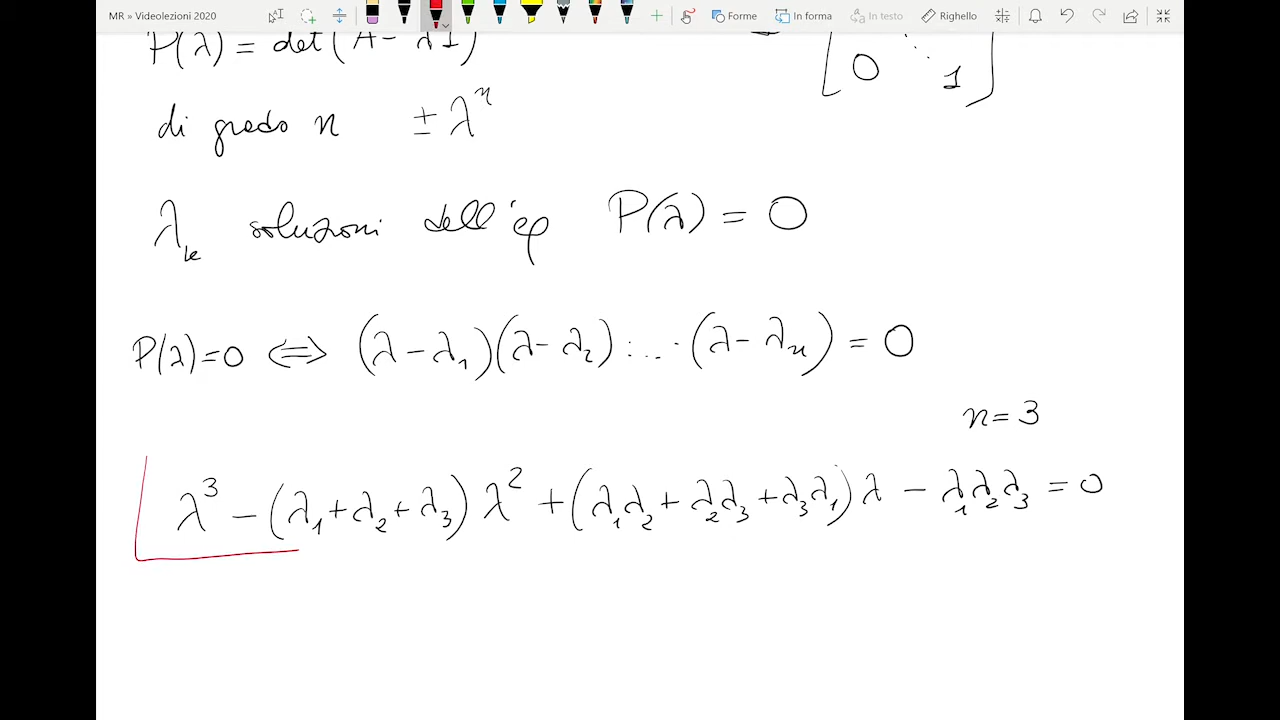 MR » Videolezioni 2020 Forme In forma In testo Righello
P(λ) = det(A - λ1)
0 1
di grado n ± λⁿ
λₖ soluzioni dell'eq P(λ) = 0
P(λ)=0 ⇔ (λ-λ₁)(λ-λ₂):...·(λ-λₙ) = 0
n = 3
λ³ - (λ₁+λ₂+λ₃) λ² + (λ₁λ₂ + λ₂λ₃ + λ₃λ₁) λ - λ₁λ₂λ₃ = 0